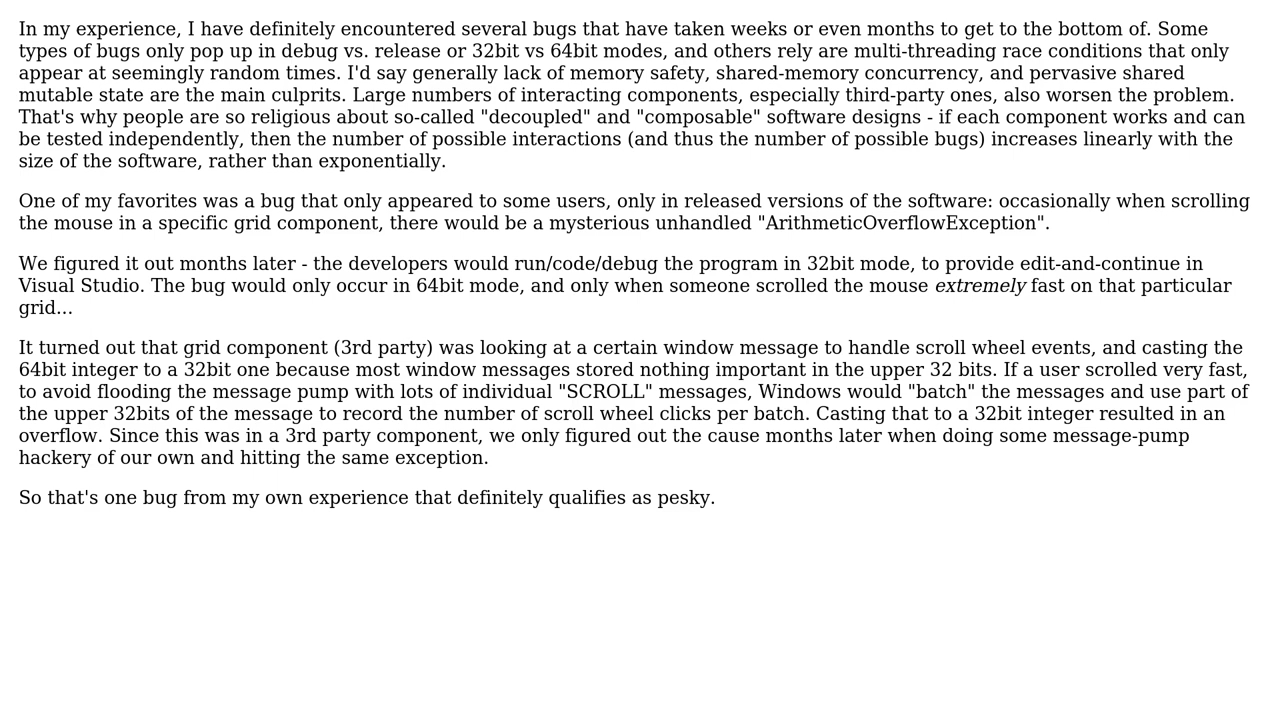 In my experience, I have definitely encountered several bugs that have taken weeks or even months to get to the bottom of. Some
types of bugs only pop up in debug vs. release or 32bit vs 64bit modes, and others rely are multi-threading race conditions that only
appear at seemingly random times. I'd say generally lack of memory safety, shared-memory concurrency, and pervasive shared
mutable state are the main culprits. Large numbers of interacting components, especially third-party ones, also worsen the problem.
That's why people are so religious about so-called "decoupled" and "composable" software designs - if each component works and can
be tested independently, then the number of possible interactions (and thus the number of possible bugs) increases linearly with the
size of the software, rather than exponentially.
One of my favorites was a bug that only appeared to some users, only in released versions of the software: occasionally when scrolling
the mouse in a specific grid component, there would be a mysterious unhandled "ArithmeticOverflowException".
We figured it out months later - the developers would run/code/debug the program in 32bit mode, to provide edit-and-continue in
Visual Studio. The bug would only occur in 64bit mode, and only when someone scrolled the mouse extremely fast on that particular
grid...
It turned out that grid component (3rd party) was looking at a certain window message to handle scroll wheel events, and casting the
64bit integer to a 32bit one because most window messages stored nothing important in the upper 32 bits. If a user scrolled very fast,
to avoid flooding the message pump with lots of individual "SCROLL" messages, Windows would "batch" the messages and use part of
the upper 32bits of the message to record the number of scroll wheel clicks per batch. Casting that to a 32bit integer resulted in an
overflow. Since this was in a 3rd party component, we only figured out the cause months later when doing some message-pump
hackery of our own and hitting the same exception.
So that's one bug from my own experience that definitely qualifies as pesky.